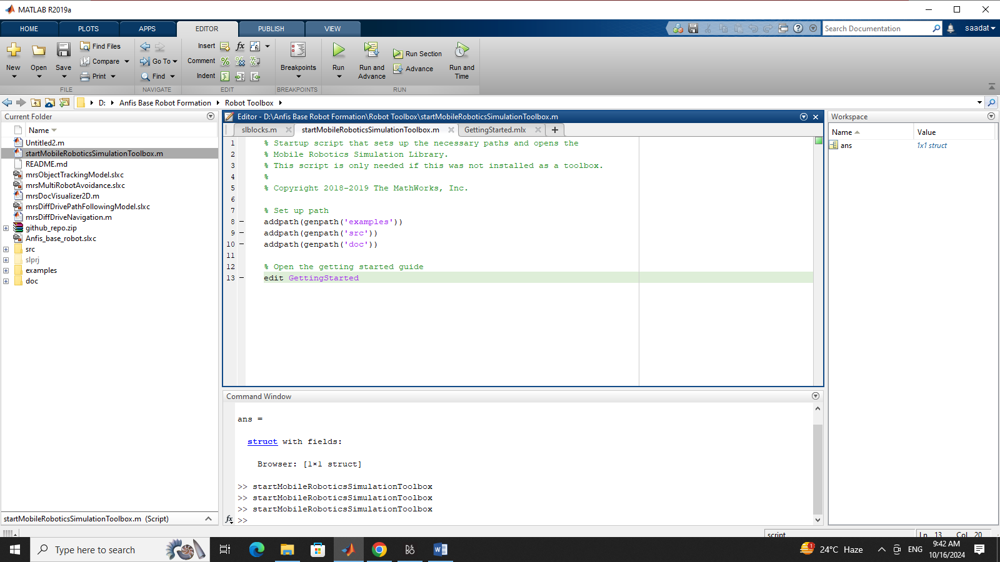 MATLAB R2019a
HOME PLOTS APPS EDITOR PUBLISH VIEW
Search Documentation
saadat
New
Open
Save
Find Files
Compare
Print
FILE
Go To
Find
NAVIGATE
Insert
Comment
Indent
EDIT
Breakpoints
BREAKPOINTS
Run
Run and Advance
Run Section
Advance
Run and Time
RUN
D: Anfis Base Robot Formation Robot Toolbox
Current Folder
Name
Untitled2.m
startMobileRoboticsSimulationToolbox.m
README.md
mrsObjectTrackingModel.slxc
mrsMultiRobotAvoidance.slxc
mrsDocVisualizer2D.m
mrsDiffDrivePathFollowingModel.slxc
mrsDiffDriveNavigation.m
github_repo.zip
Anfis_base_robot.slxc
src
slprj
examples
doc
startMobileRoboticsSimulationToolbox.m (Script)
Editor - D:\Anfis Base Robot Formation\Robot Toolbox\startMobileRoboticsSimulationToolbox.m
slblocks.m startMobileRoboticsSimulationToolbox.m GettingStarted.mlx
1 % Startup script that sets up the necessary paths and opens the
2 % Mobile Robotics Simulation Library.
3 % This script is only needed if this was not installed as a toolbox.
4 %
5 % Copyright 2018-2019 The MathWorks, Inc.
6
7 % Set up path
8 addpath(genpath('examples'))
9 addpath(genpath('src'))
10 addpath(genpath('doc'))
11
12 % Open the getting started guide
13 edit GettingStarted
Command Window
ans =
struct with fields:
Browser: [1×1 struct]
>> startMobileRoboticsSimulationToolbox
>> startMobileRoboticsSimulationToolbox
>> startMobileRoboticsSimulationToolbox
fx >>
Workspace
Name Value
ans 1x1 struct
script Ln 13 Col 20
Type here to search
1
24°C Haze
ENG
9:42 AM
10/16/2024